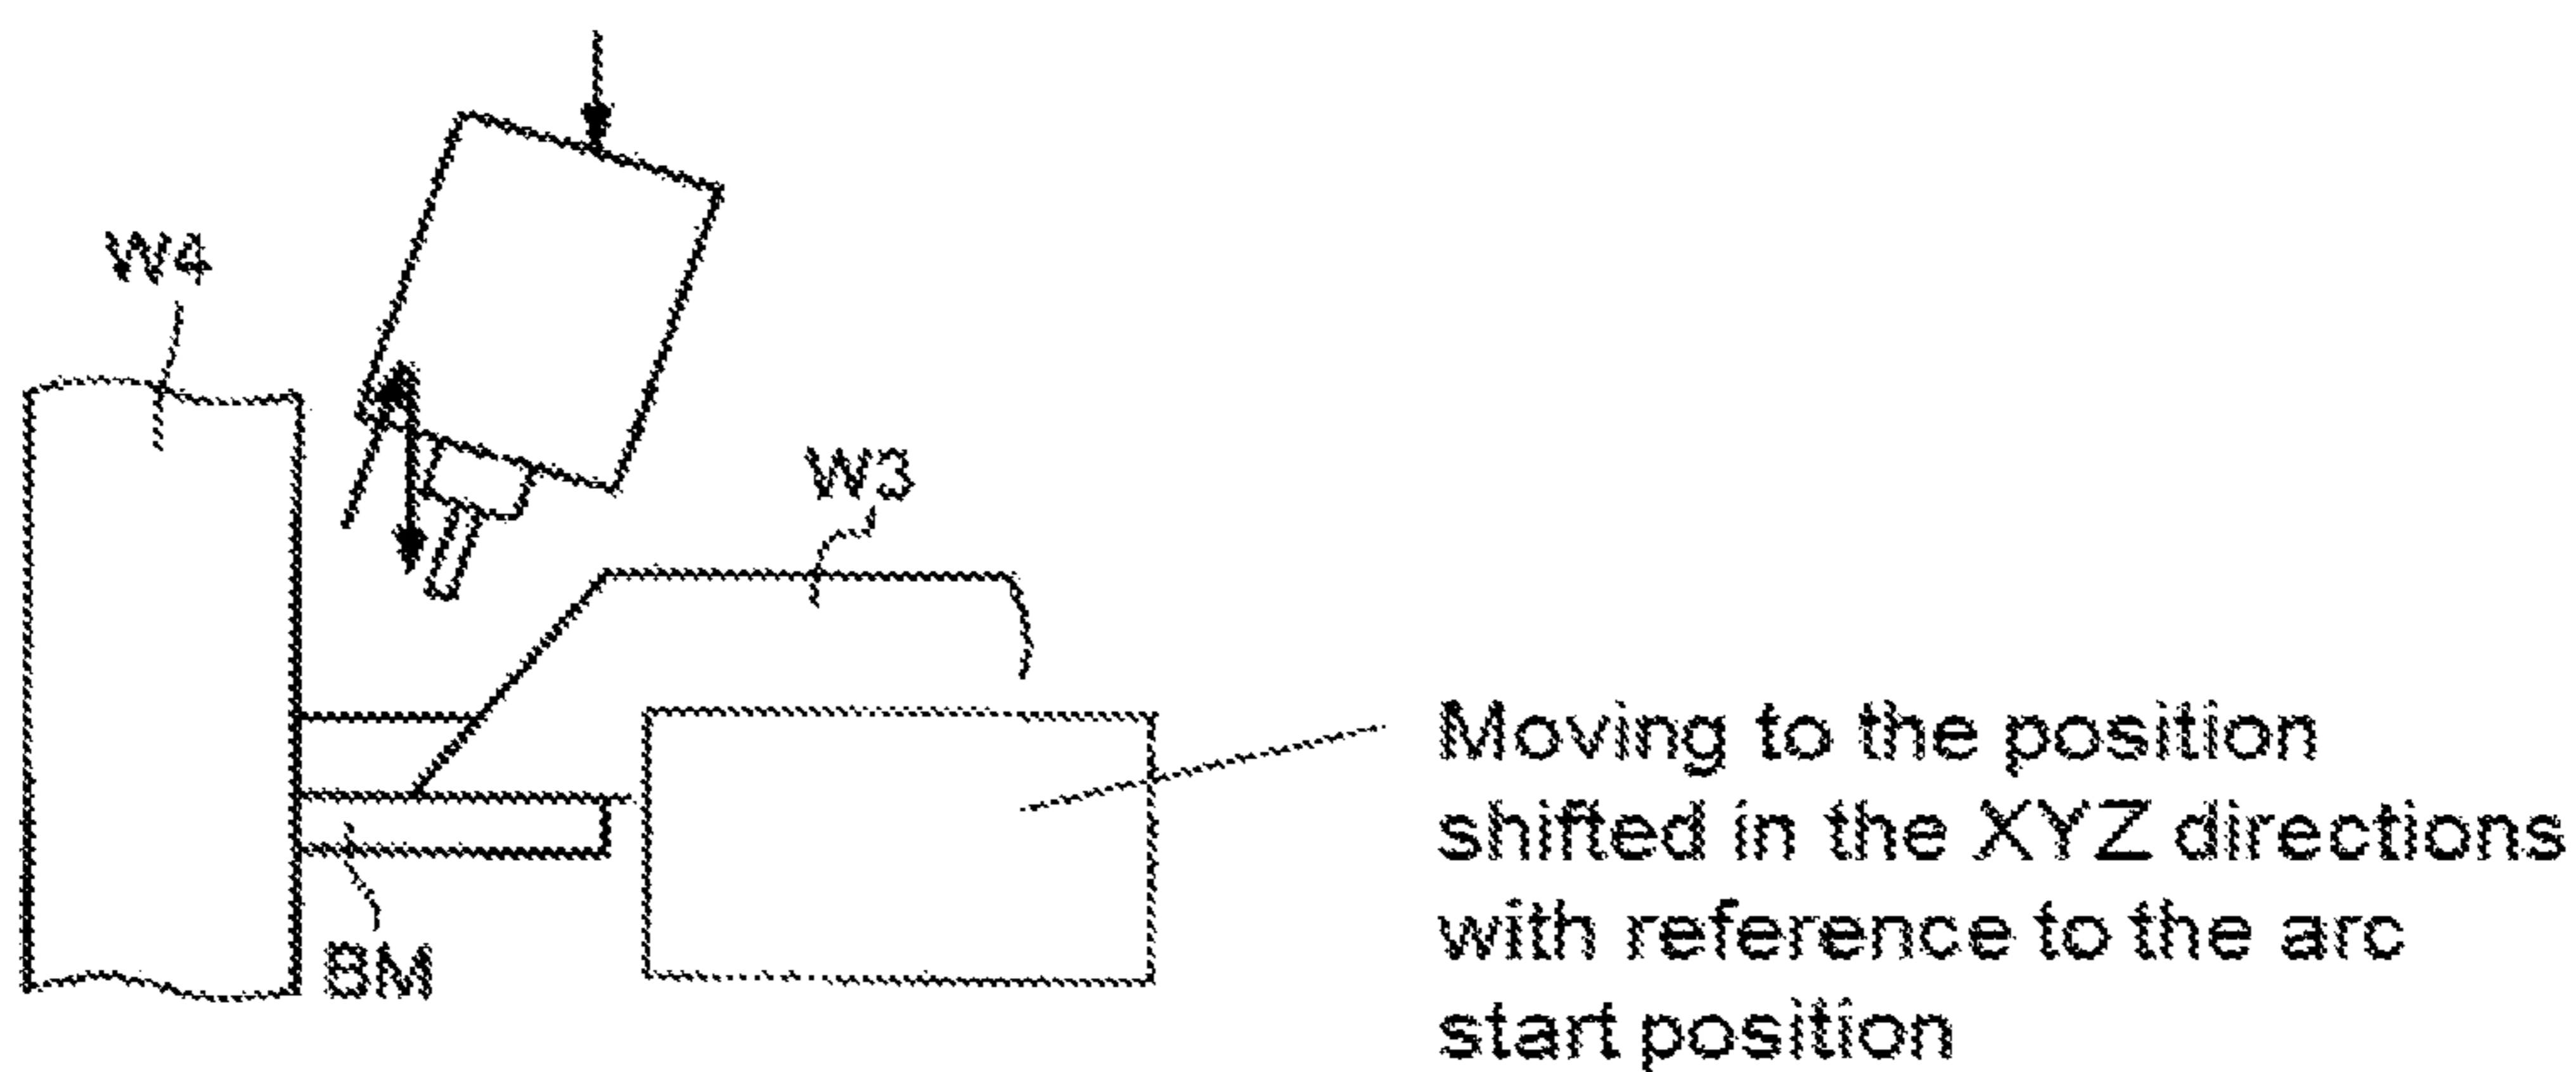 W4
W3
Moving to the position
shifted in the XYZ directions
with reference to the arc
start position
BM